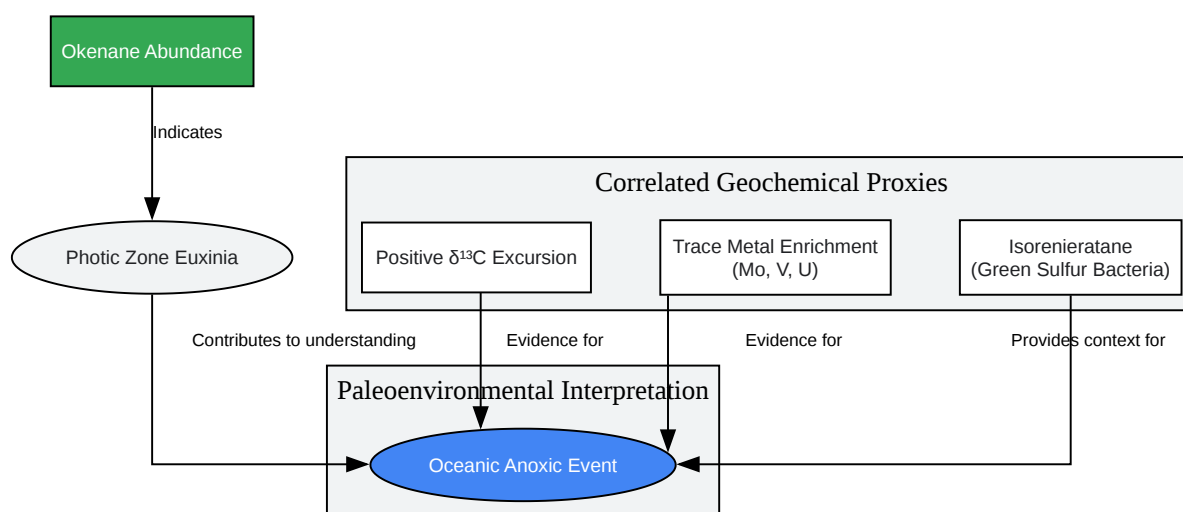 Okenane Abundance
Indicates
Correlated Geochemical Proxies
Photic Zone Euxinia
Positive δ¹³C Excursion
Trace Metal Enrichment
(Mo, V, U)
Isorenieratane
(Green Sulfur Bacteria)
Contributes to understanding
Evidence for
Evidence for
Provides context for
Paleoenvironmental Interpretation
Oceanic Anoxic Event